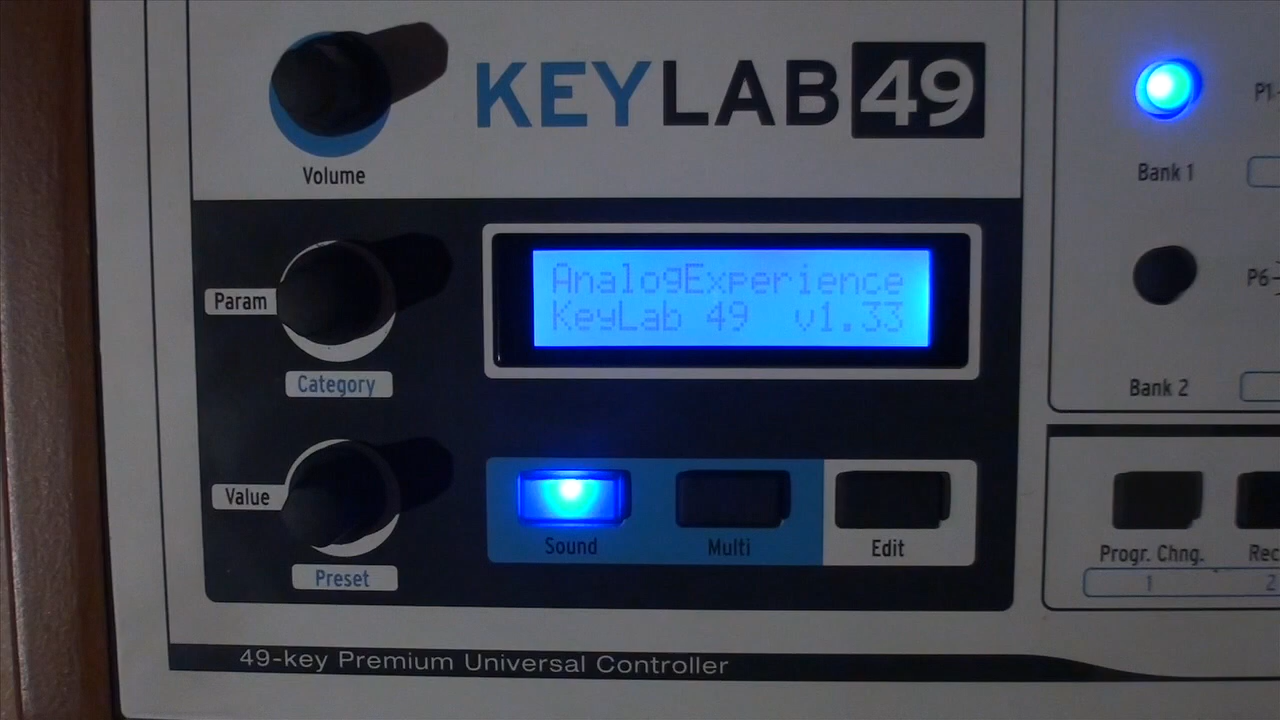 KEYLAB 49
Volume
Bank 1
P1-
AnalogExperience
KeyLab 49 v1.33
Param
Category
P6-
Bank 2
Value
Preset
Sound
Multi
Edit
Progr. Chng.
Rec
1
2
49-key Premium Universal Controller